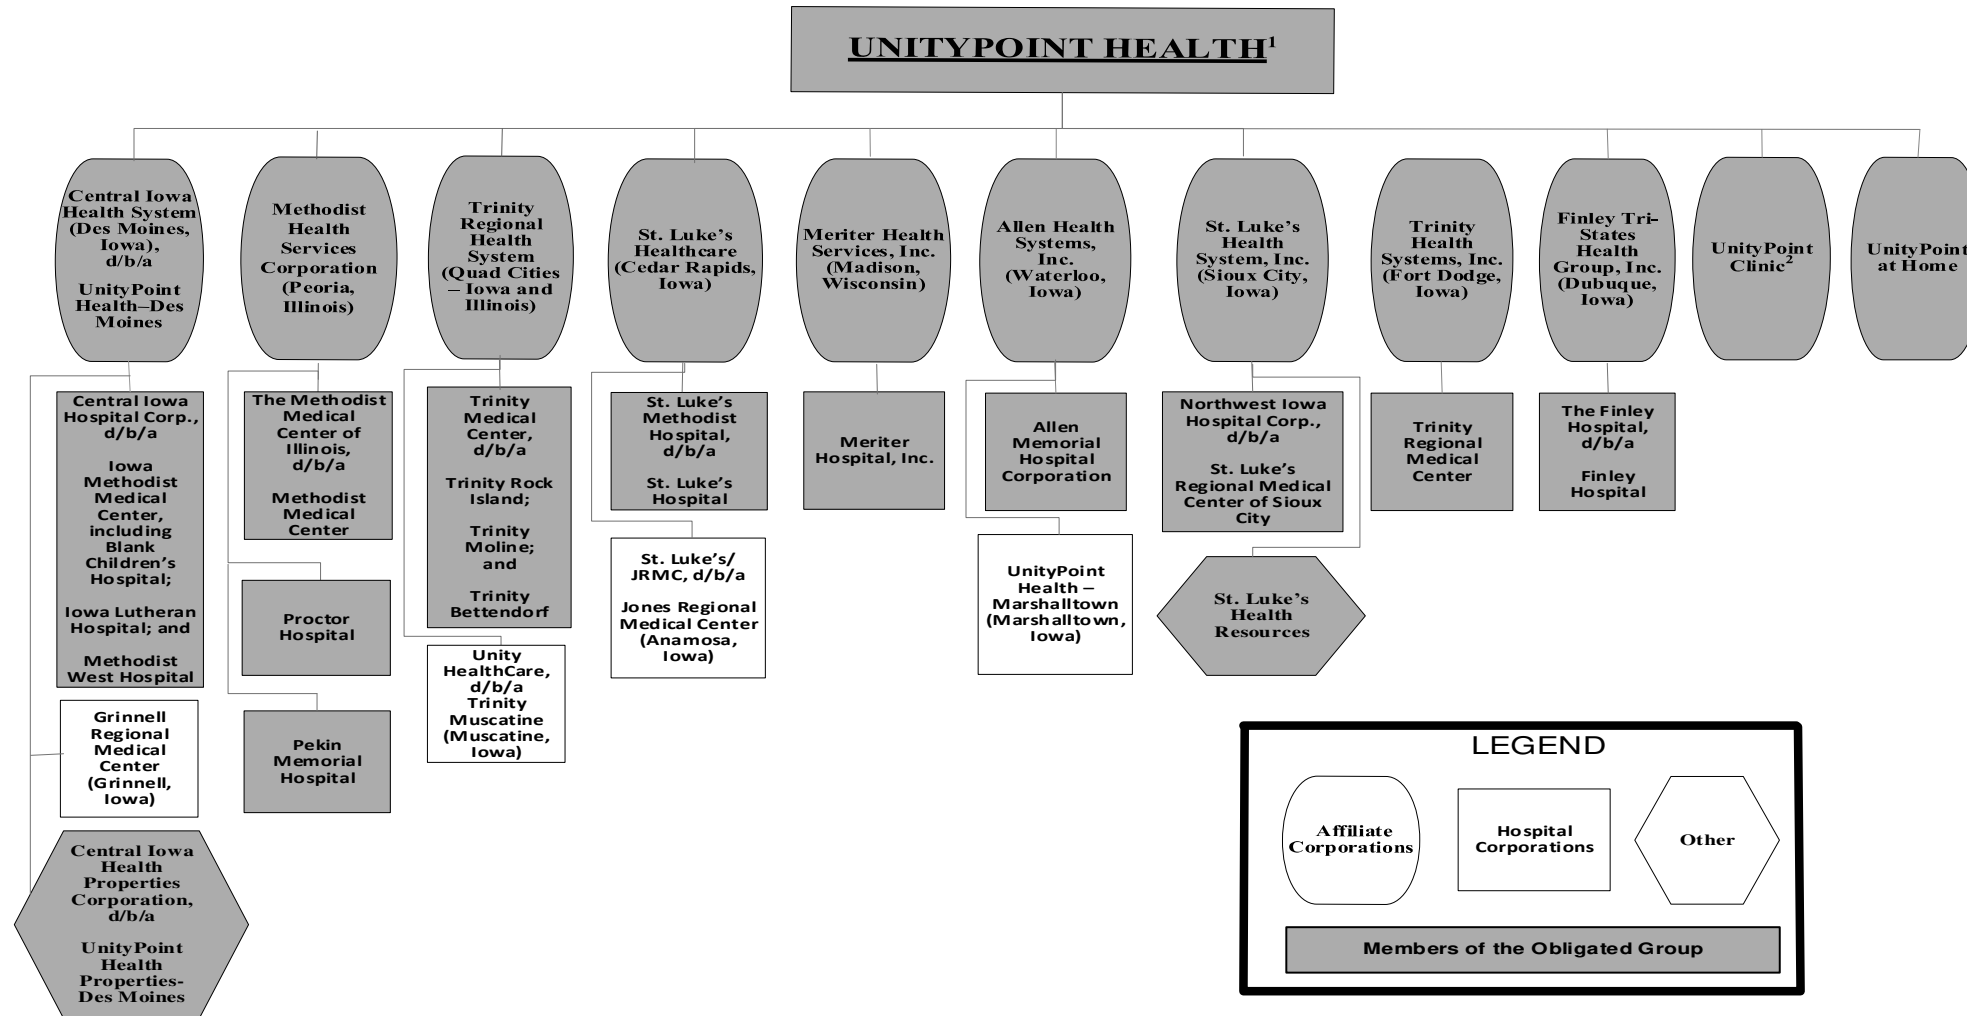 UNITYPOINT HEALTH1
Central Iowa
Health System
(Des Moines,
Iowa),
d/b/a
UnityPoint
Health–Des
Moines
Methodist
Health
Services
Corporation
(Peoria,
Illinois)
Trinity
Regional
Health
System
(Quad Cities
– Iowa and
Illinois)
St. Luke's
Healthcare
(Cedar Rapids,
Iowa)
Meriter Health
Services, Inc.
(Madison,
Wisconsin)
Allen Health
Systems,
Inc.
(Waterloo,
Iowa)
St. Luke's
Health
System, Inc.
(Sioux City,
Iowa)
Trinity
Health
Systems, Inc.
(Fort Dodge,
Iowa)
Finley Tri-
States
Health
Group, Inc.
(Dubuque,
Iowa)
UnityPoint
Clinic2
UnityPoint
at Home
Central Iowa
Hospital Corp.,
d/b/a
Iowa
Methodist
Medical
Center,
including
Blank
Children's
Hospital;
Iowa Lutheran
Hospital; and
Methodist
West Hospital
The Methodist
Medical
Center of
Illinois,
d/b/a
Methodist
Medical
Center
Trinity
Medical
Center,
d/b/a
Trinity Rock
Island;
Trinity
Moline;
and
Trinity
Bettendorf
St. Luke's
Methodist
Hospital,
d/b/a
St. Luke's
Hospital
Meriter
Hospital, Inc.
Allen
Memorial
Hospital
Corporation
Northwest Iowa
Hospital Corp.,
d/b/a
St. Luke's
Regional Medical
Center of Sioux
City
Trinity
Regional
Medical
Center
The Finley
Hospital,
d/b/a
Finley
Hospital
Grinnell
Regional
Medical
Center
(Grinnell,
Iowa)
Proctor
Hospital
Unity
HealthCare,
d/b/a
Trinity
Muscatine
(Muscatine,
Iowa)
St. Luke's/
JRMC, d/b/a
Jones Regional
Medical Center
(Anamosa,
Iowa)
UnityPoint
Health –
Marshalltown
(Marshalltown,
Iowa)
St. Luke's
Health
Resources
Pekin
Memorial
Hospital
Central Iowa
Health
Properties
Corporation,
d/b/a
UnityPoint
Health
Properties-
Des Moines
LEGEND
Affiliate
Corporations
Hospital
Corporations
Other
Members of the Obligated Group